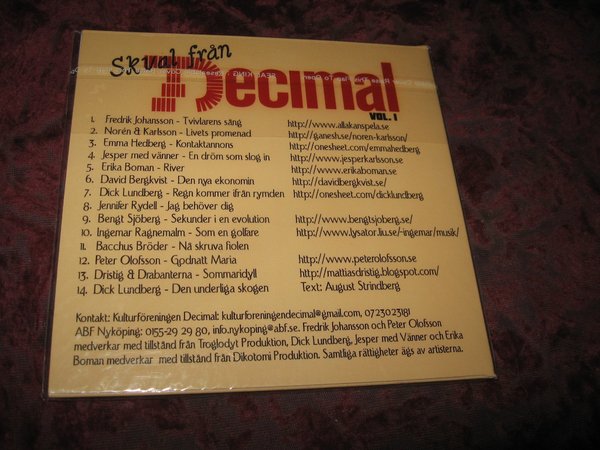 Skval från
Decimal
VOL. 1
1. Fredrik Johansson - Tvivlarens sång http://www.allakanspela.se
2. Norén & Karlsson - Livets promenad http://ganesh.se/noren-karlsson/
3. Emma Hedberg - Kontaktannons http://onesheet.com/emmahedberg
4. Jesper med vänner - En dröm som slog in http://www.jesperkarlsson.se
5. Erika Boman - River http://www.erikaboman.se
6. David Bergkvist - Den nya ekonomin http://davidbergkvist.se/
7. Dick Lundberg - Regn kommer ifrån rymden http://onesheet.com/dicklundberg
8. Jennifer Rydell - Jag behöver dig
9. Bengt Sjöberg - Sekunder i en evolution http://www.bengtsjoberg.se/
10. Ingemar Ragnemalm - Som en golfare http://www.lysator.liu.se/~ingemar/musik/
11. Bacchus Bröder - Nå skruva fiolen
12. Peter Olofsson - Godnatt Maria http://www.peterolofsson.se
13. Dristig & Drabanterna - Sommaridyll http://mattiasdristig.blogspot.com/
14. Dick Lundberg - Den underliga skogen Text: August Strindberg
Kontakt: Kulturföreningen Decimal: kulturforeningendecimal@gmail.com, 0723023181
ABF Nyköping: 0155-29 29 80, info.nykoping@abf.se. Fredrik Johansson och Peter Olofsson
medverkar med tillstånd från Troglodyt Produktion, Dick Lundberg, Jesper med Vänner och Erika
Boman medverkar med tillstånd från Dikotomi Produktion. Samtliga rättigheter ägs av artisterna.